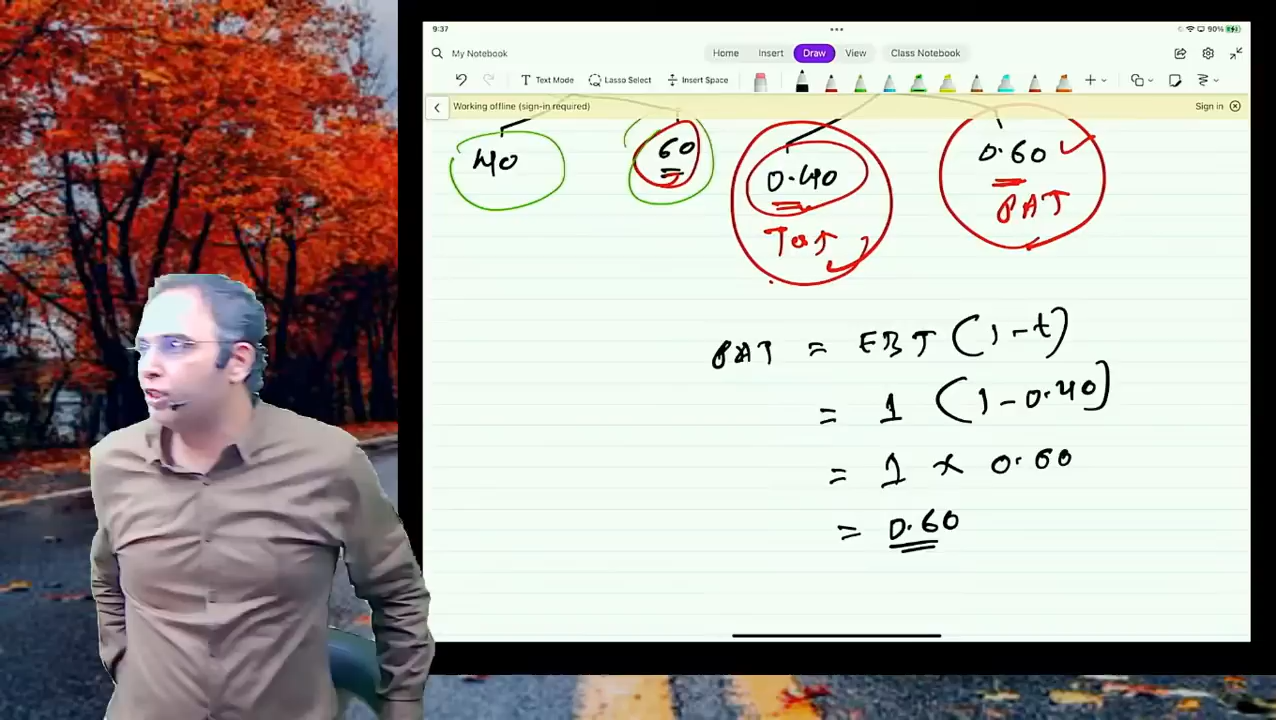 9:37
90%
My Notebook
Home Insert Draw View Class Notebook
Text Mode Lasso Select Insert Space
Working offline (sign-in required) Sign in
40 60 0.40 0.60
PAT
PAT = EBT (1-t)
= 1 (1-0.40)
= 1 × 0.60
= 0.60